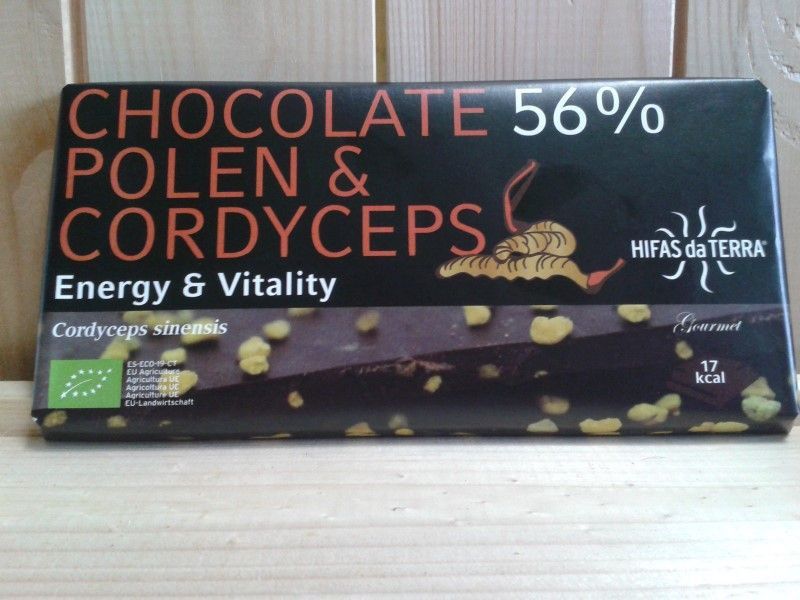 CHOCOLATE 56%
POLEN &
CORDYCEPS
Energy & Vitality
HIFAS da TERRA®
Cordyceps sinensis
Gourmet
ES-ECO-19-CT
EU Agriculture
Agricultura UE
Agricoltura UE
Agriculture UE
EU-Landwirtschaft
17
kcal